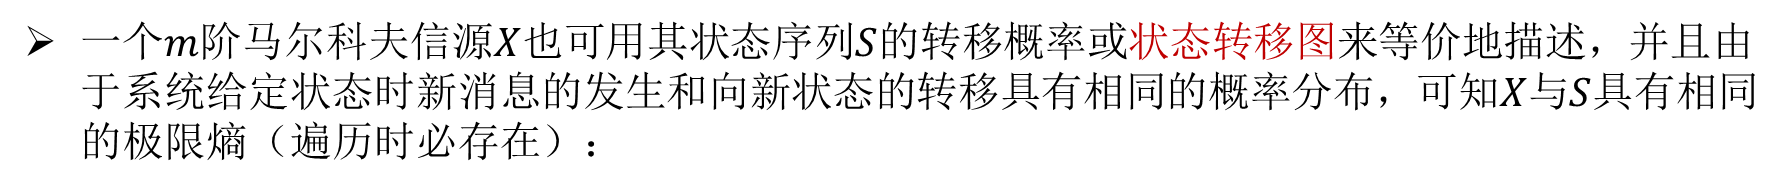 ➢ 一个m阶马尔科夫信源X也可用其状态序列S的转移概率或状态转移图来等价地描述，并且由
于系统给定状态时新消息的发生和向新状态的转移具有相同的概率分布，可知X与S具有相同
的极限熵（遍历时必存在）：